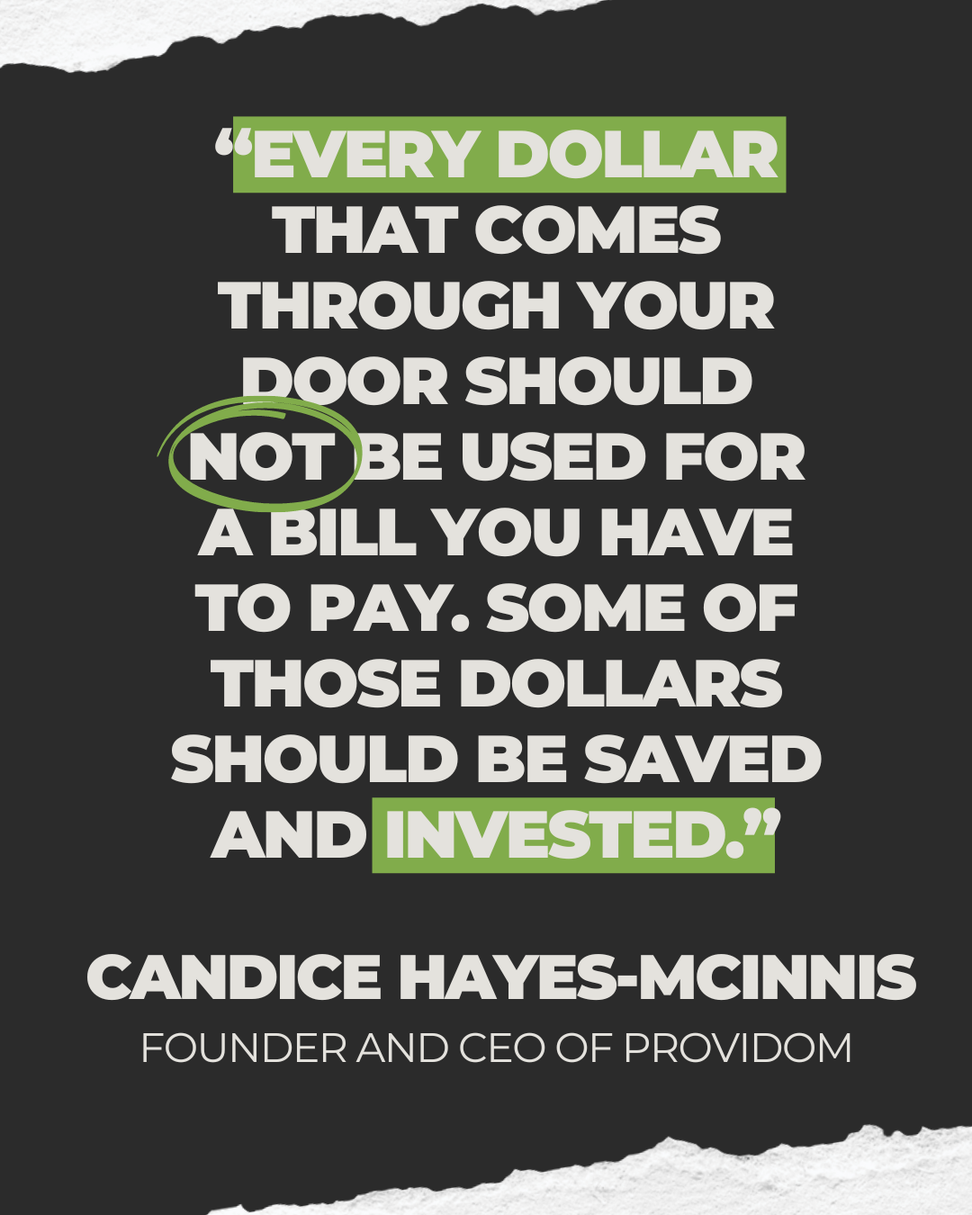 “EVERY DOLLAR
THAT COMES
THROUGH YOUR
DOOR SHOULD
NOT BE USED FOR
A BILL YOU HAVE
TO PAY. SOME OF
THOSE DOLLARS
SHOULD BE SAVED
AND INVESTED.”
CANDICE HAYES-MCINNIS
FOUNDER AND CEO OF PROVIDOM